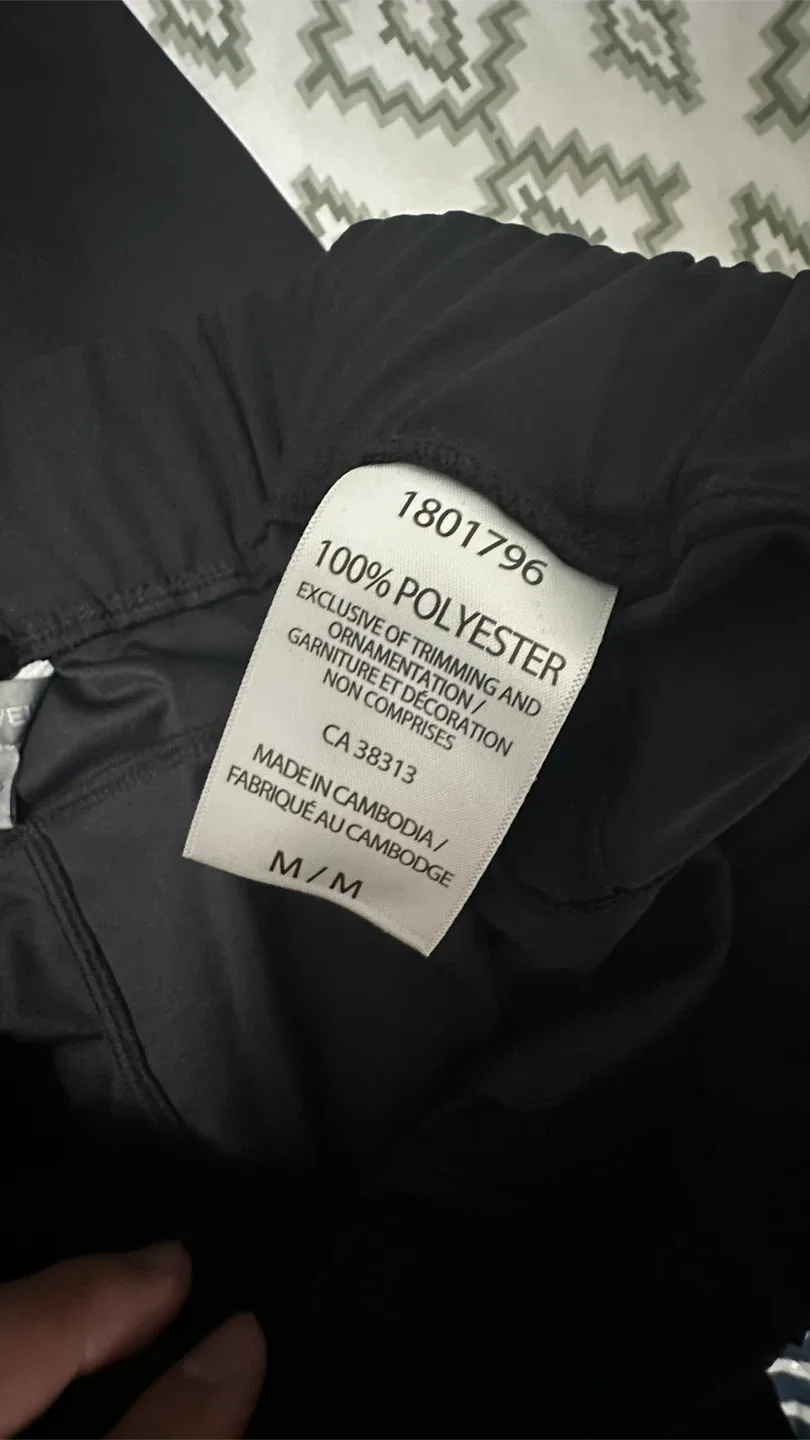 1801796
100% POLYESTER
EXCLUSIVE OF TRIMMING AND
ORNAMENTATION /
GARNITURE ET DÉCORATION
NON COMPRISES
CA 38313
MADE IN CAMBODIA /
FABRIQUÉ AU CAMBODGE
M / M